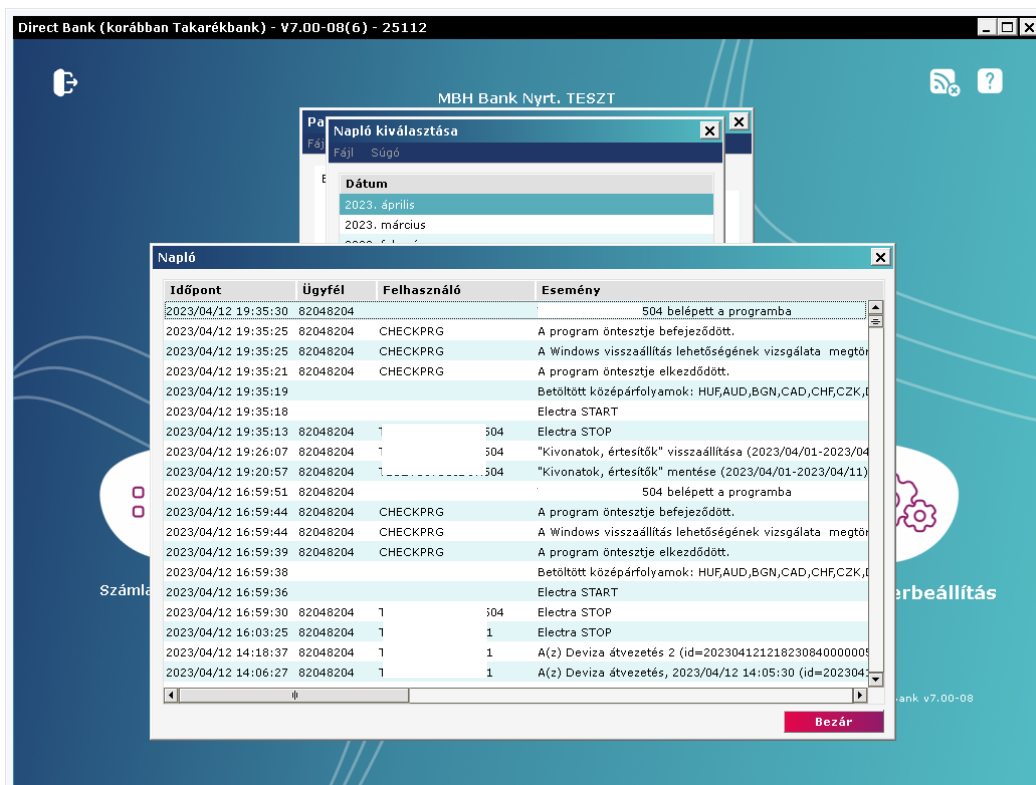 Direct Bank (korábban Takarékbank) - V7.00-08(6) - 25112
MBH Bank Nyrt. TESZT
Pa
Fáj
Napló kiválasztása
Fájl Súgó
Dátum
2023. április
2023. március
Napló
Időpont Ügyfél Felhasználó Esemény
2023/04/12 19:35:30 82048204 504 belépett a programba
2023/04/12 19:35:25 82048204 CHECKPRG A program öntesztje befejeződött.
2023/04/12 19:35:25 82048204 CHECKPRG A Windows visszaállítás lehetőségének vizsgálata megtör
2023/04/12 19:35:21 82048204 CHECKPRG A program öntesztje elkezdődött.
2023/04/12 19:35:19 Betöltött középárfolyamok: HUF,AUD,BGN,CAD,CHF,CZK,
2023/04/12 19:35:18 Electra START
2023/04/12 19:35:13 82048204 504 Electra STOP
2023/04/12 19:26:07 82048204 504 "Kivonatok, értesítők" visszaállítása (2023/04/01-2023/04
2023/04/12 19:20:57 82048204 504 "Kivonatok, értesítők" mentése (2023/04/01-2023/04/11)
2023/04/12 16:59:51 82048204 504 belépett a programba
2023/04/12 16:59:44 82048204 CHECKPRG A program öntesztje befejeződött.
2023/04/12 16:59:44 82048204 CHECKPRG A Windows visszaállítás lehetőségének vizsgálata megtör
2023/04/12 16:59:39 82048204 CHECKPRG A program öntesztje elkezdődött.
2023/04/12 16:59:38 Betöltött középárfolyamok: HUF,AUD,BGN,CAD,CHF,CZK,
2023/04/12 16:59:36 Electra START
2023/04/12 16:59:30 82048204 T 504 Electra STOP
2023/04/12 16:03:25 82048204 T 1 Electra STOP
2023/04/12 14:18:37 82048204 1 A(z) Deviza átvezetés 2 (id=2023041212182308400000
2023/04/12 14:06:27 82048204 1 A(z) Deviza átvezetés, 2023/04/12 14:05:30 (id=202304
Számla
erbeállítás
ank v7.00-08
Bezár